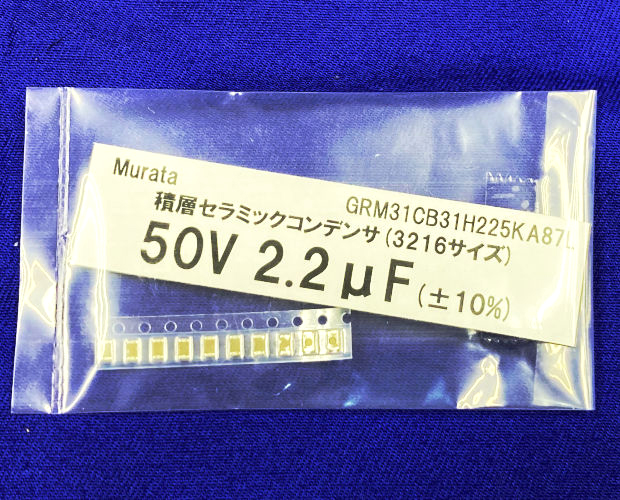 Murata
GRM31CB31H225KA87L
積層セラミックコンデンサ(3216サイズ)
50V 2.2μF(±10%)